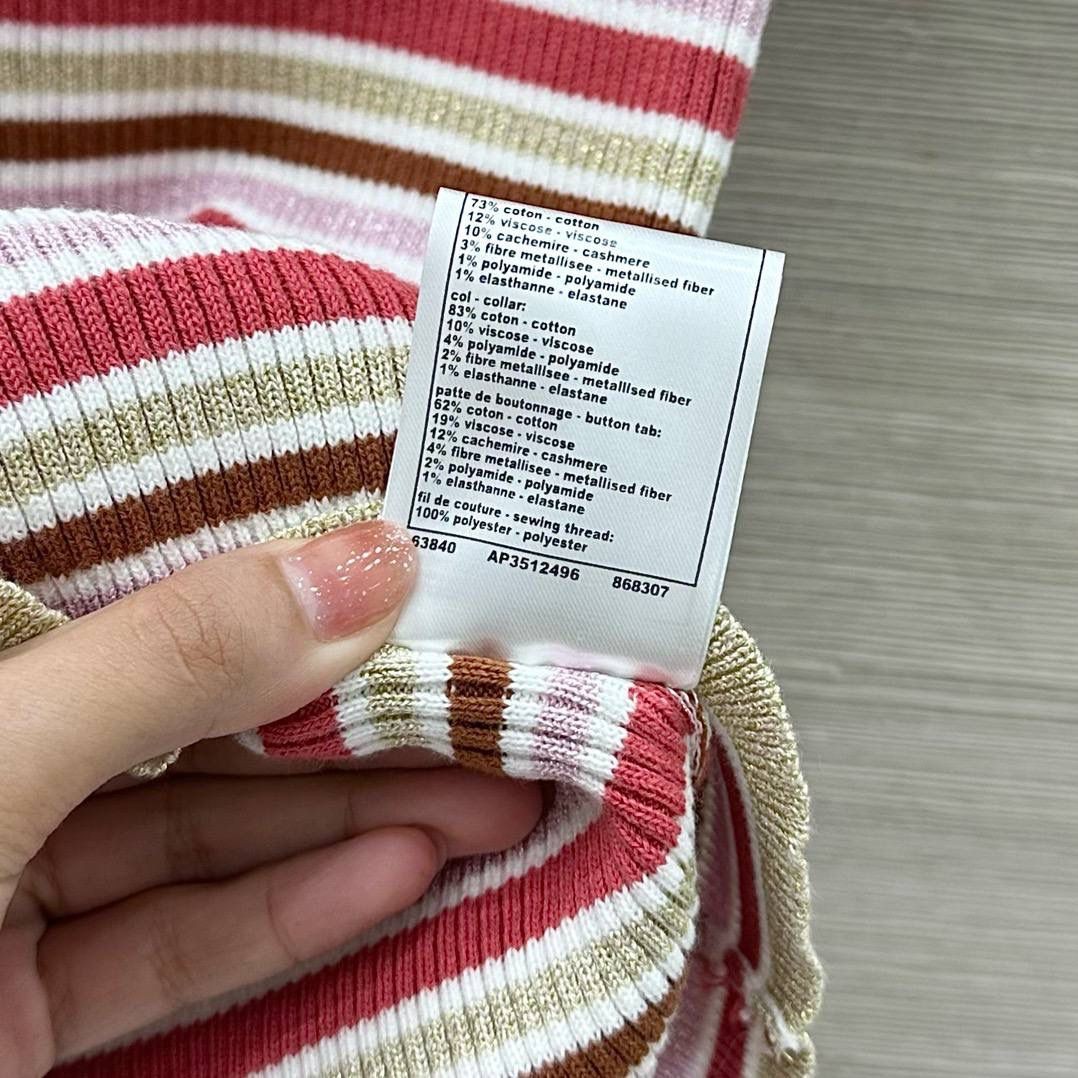 73% coton - cotton
12% viscose - viscose
10% cachemire - cashmere
3% fibre metallisee - metallised fiber
1% polyamide - polyamide
1% elasthanne - elastane
col - collar:
83% coton - cotton
10% viscose - viscose
4% polyamide - polyamide
2% fibre metallisee - metallised fiber
1% elasthanne - elastane
patte de boutonnage - button tab:
62% coton - cotton
19% viscose - viscose
12% cachemire - cashmere
4% fibre metallisee - metallised fiber
2% polyamide - polyamide
1% elasthanne - elastane
fil de couture - sewing thread:
100% polyester - polyester
63840 AP3512496 868307